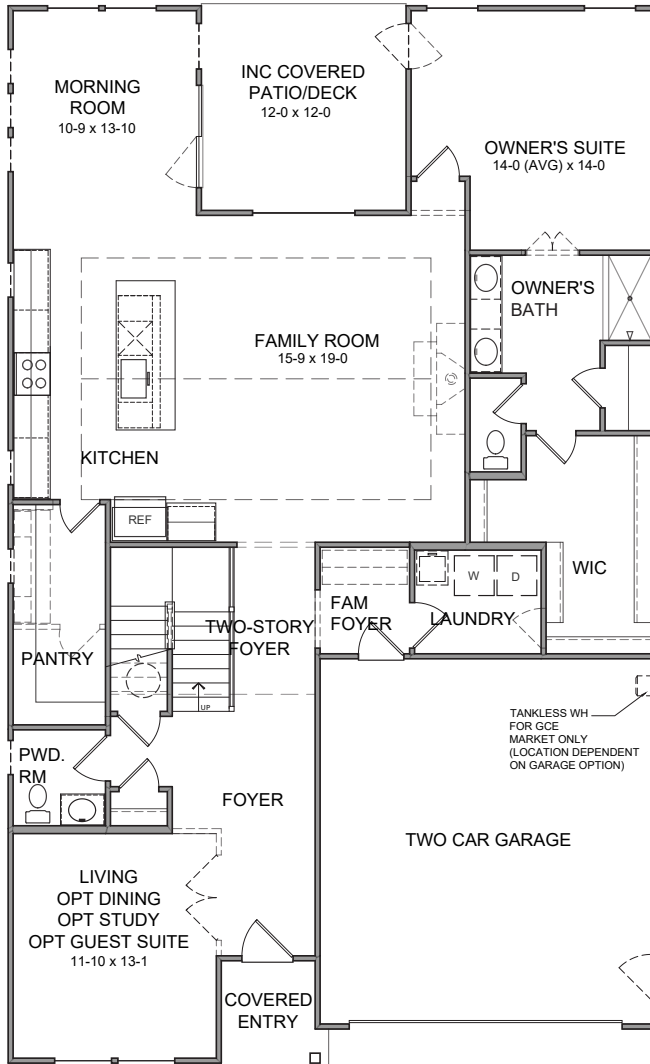 MORNING
ROOM
10-9 x 13-10
INC COVERED
PATIO/DECK
12-0 x 12-0
OWNER'S SUITE
14-0 (AVG) x 14-0
OWNER'S
BATH
FAMILY ROOM
15-9 x 19-0
KITCHEN
REF
WIC
W
D
FAM
FOYER
LAUNDRY
TWO-STORY
FOYER
PANTRY
UP
TANKLESS WH
FOR GCE
MARKET ONLY
(LOCATION DEPENDENT
ON GARAGE OPTION)
PWD.
RM
FOYER
TWO CAR GARAGE
LIVING
OPT DINING
OPT STUDY
OPT GUEST SUITE
11-10 x 13-1
COVERED
ENTRY